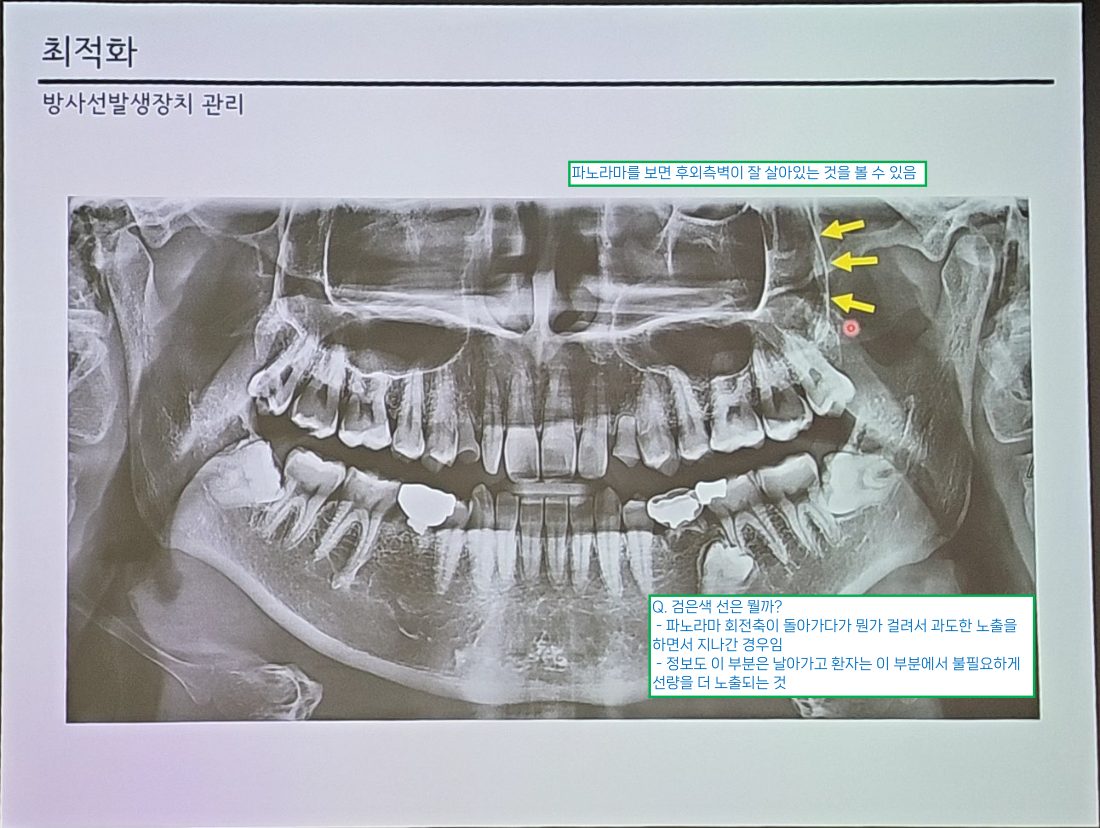 최적화
방사선발생장치 관리
파노라마를 보면 후외측벽이 잘 살아있는 것을 볼 수 있음
Q. 검은색 선은 뭘까?
- 파노라마 회전축이 돌아가다가 뭔가 걸려서 과도한 노출을
하면서 지나간 경우임
- 정보도 이 부분은 날아가고 환자는 이 부분에서 불필요하게
선량을 더 노출되는 것